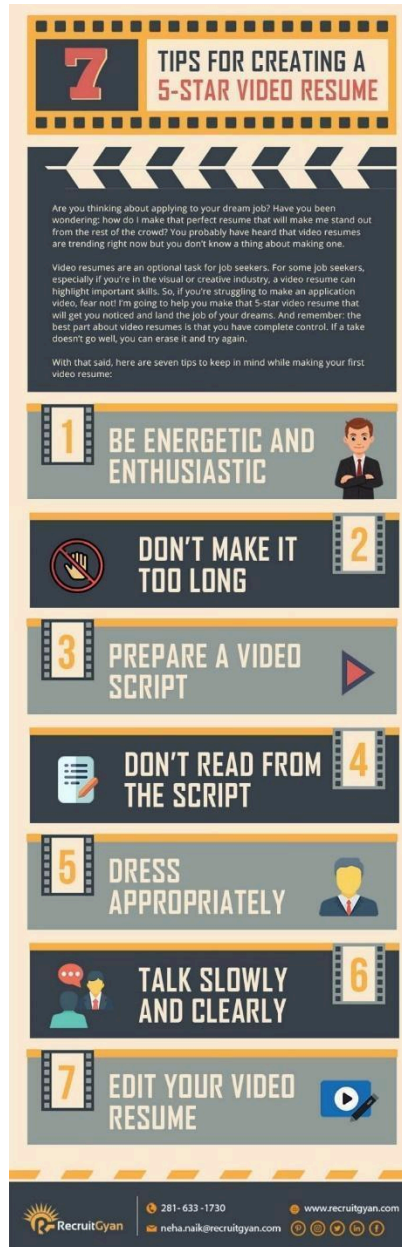 7
TIPS FOR CREATING A
5-STAR VIDEO RESUME
Are you thinking about applying to your dream job? Have you been
wondering: how do I make that perfect resume that will make me stand out
from the rest of the crowd? You probably have heard that video resumes
are trending right now but you don't know a thing about making one.
Video resumes are an optional task for job seekers. For some job seekers,
especially if you're in the visual or creative industry, a video resume can
highlight important skills. So, if you're struggling to make an application
video, fear not! I'm going to help you make that 5-star video resume that
will get you noticed and land the job of your dreams. And remember: the
best part about video resumes is that you have complete control. If a take
doesn't go well, you can erase it and try again.
With that said, here are seven tips to keep in mind while making your first
video resume:
1
BE ENERGETIC AND
ENTHUSIASTIC
DON'T MAKE IT
TOO LONG
2
3
PREPARE A VIDEO
SCRIPT
DON'T READ FROM
THE SCRIPT
4
5
DRESS
APPROPRIATELY
TALK SLOWLY
AND CLEARLY
6
7
EDIT YOUR VIDEO
RESUME
RecruitGyan
281- 633 -1730
neha.naik@recruitgyan.com
www.recruitgyan.com